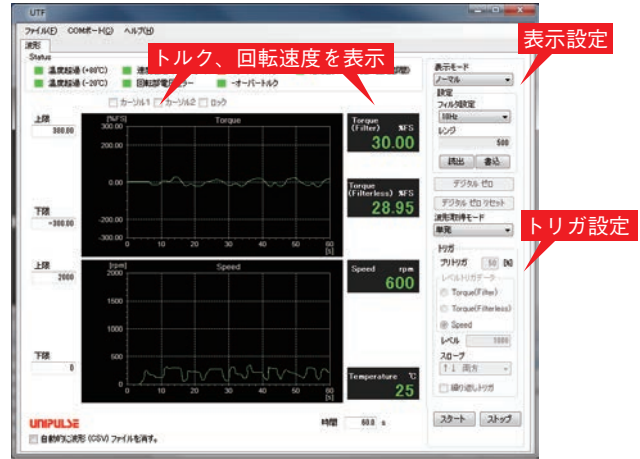 UTF
ファイル(F) COMポート(C) ヘルプ(H)
波形
Status
温度超過 (+80℃)
温度超過 (-20℃) 回転部電圧エラー -オーバートルク
トルク、回転速度を表示
表示設定
トリガ設定
カーソル1 カーソル2 ロック
上限
300.00
下限
-300.00
[%FS] Torque
300.00
0.00
-200.00
-300.00
0 10 20 30 40 50 60
[s]
Torque
(Filter) %FS
30.00
Torque
(Filterless) %FS
28.95
上限
2000
下限
0
[rpm] Speed
2000
1500
1000
500
0
0 10 20 30 40 50 60
[s]
Speed rpm
600
Temperature ℃
25
表示モード
ノーマル
設定
フィルタ設定
10Hz
レンジ
500
読出 書込
デジタル ゼロ
デジタル ゼロ リセット
波形取得モード
単発
トリガ
プリトリガ 50 [%]
レベルトリガデータ
Torque(Filter)
Torque(Filterless)
Speed
レベル 1000
スロープ
↑↓ 両方
繰り返しトリガ
スタート ストップ
UNIPULSE
時間 60.0 s
自動的に波形 (CSV) ファイルを消す。